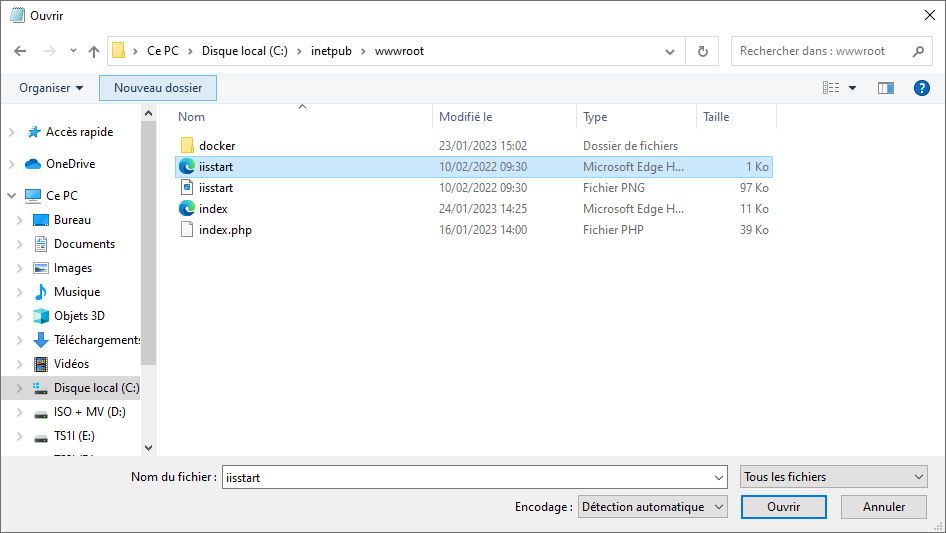 Ouvrir
Ce PC Disque local (C:) inetpub wwwroot
Rechercher dans : wwwroot
Organiser Nouveau dossier
Nom Modifié le Type Taille
Accès rapide
OneDrive
Ce PC
Bureau
Documents
Images
Musique
Objets 3D
Téléchargements
Vidéos
Disque local (C:)
ISO + MV (D:)
TS1I (E:)
docker 23/01/2023 15:02 Dossier de fichiers
iisstart 10/02/2022 09:30 Microsoft Edge H... 1 Ko
iisstart 10/02/2022 09:30 Fichier PNG 97 Ko
index 24/01/2023 14:25 Microsoft Edge H... 11 Ko
index.php 16/01/2023 14:00 Fichier PHP 39 Ko
Nom du fichier : iisstart Tous les fichiers
Encodage : Détection automatique Ouvrir Annuler